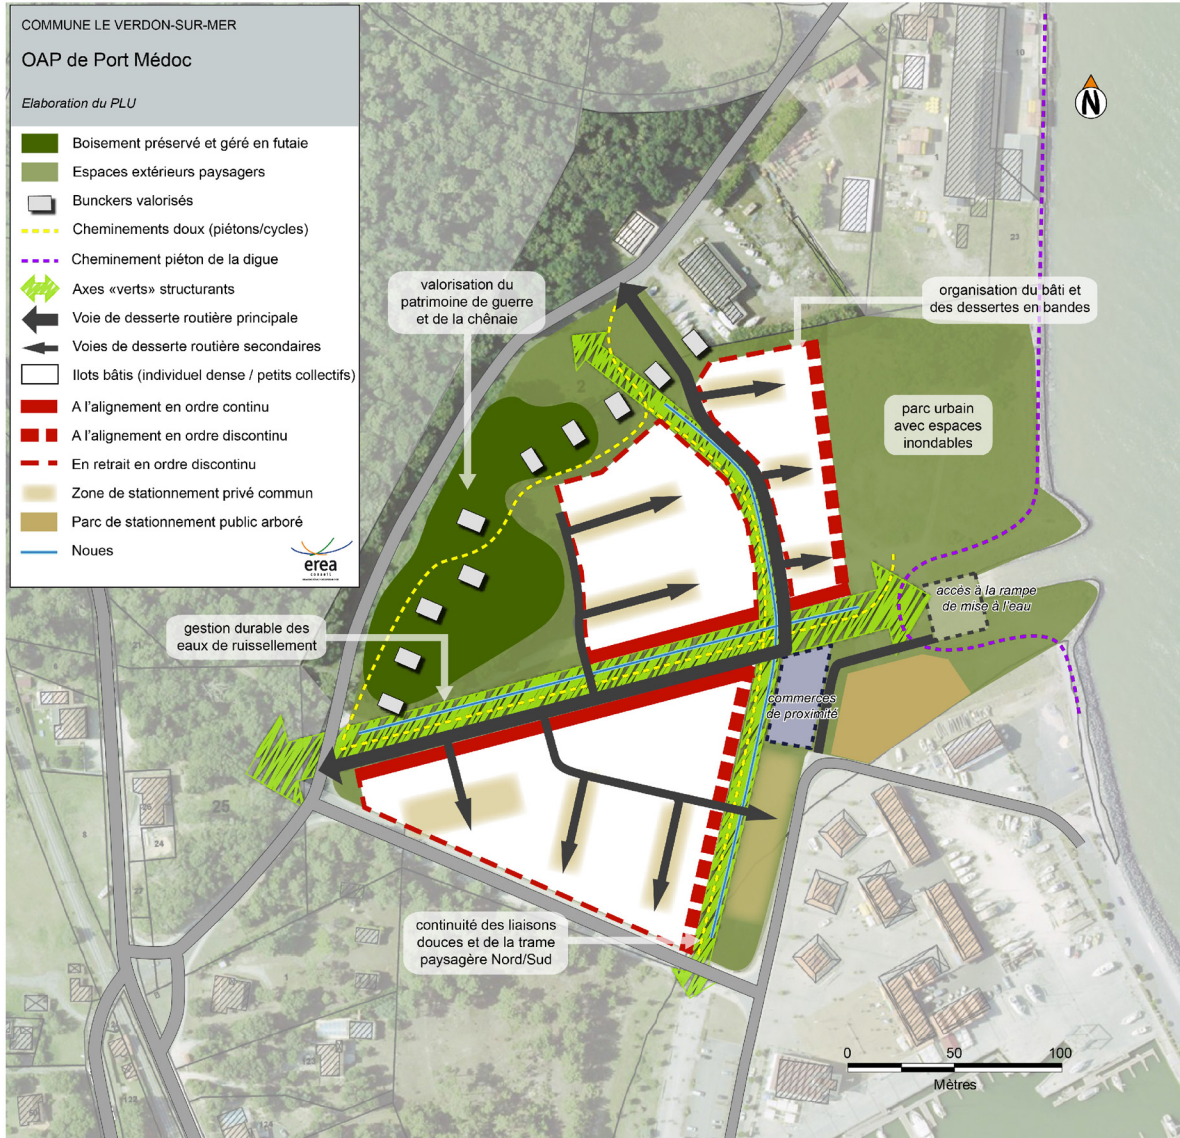 COMMUNE LE VERDON-SUR-MER
OAP de Port Médoc
Elaboration du PLU
Boisement préservé et géré en futaie
Espaces extérieurs paysagers
Bunckers valorisés
Cheminements doux (piétons/cycles)
Cheminement piéton de la digue
Axes «verts» structurants
Voie de desserte routière principale
Voies de desserte routière secondaires
Ilots bâtis (individuel dense / petits collectifs)
A l'alignement en ordre continu
A l'alignement en ordre discontinu
En retrait en ordre discontinu
Zone de stationnement privé commun
Parc de stationnement public arboré
Noues
erea
N
valorisation du
patrimoine de guerre
et de la chênaie
organisation du bâti et
des dessertes en bandes
parc urbain
avec espaces
inondables
accès à la rampe
de mise à l'eau
gestion durable des
eaux de ruissellement
commerces
de proximité
continuité des liaisons
douces et de la trame
paysagère Nord/Sud
2
19
23
25
24
0 50 100
Mètres